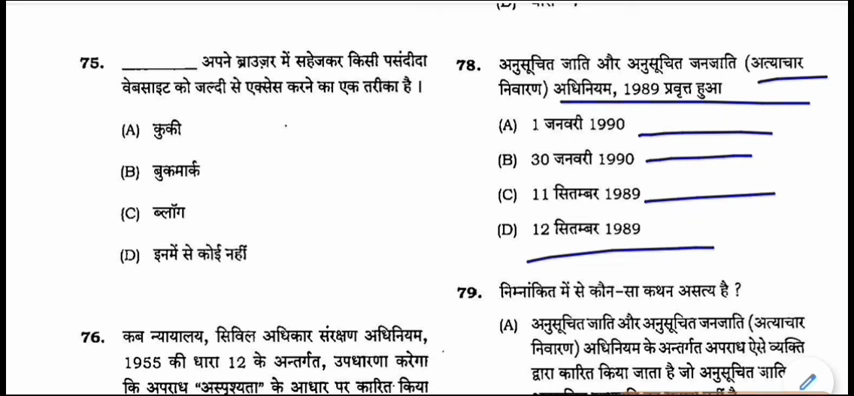 75. ________ अपने ब्राउज़र में सहेजकर किसी पसंदीदा
वेबसाइट को जल्दी से एक्सेस करने का एक तरीका है ।
(A) कुकी
(B) बुकमार्क
(C) ब्लॉग
(D) इनमें से कोई नहीं
76. कब न्यायालय, सिविल अधिकार संरक्षण अधिनियम,
1955 की धारा 12 के अन्तर्गत, उपधारणा करेगा
कि अपराध “अस्पृश्यता” के आधार पर कारित किया
78. अनुसूचित जाति और अनुसूचित जनजाति (अत्याचार
निवारण) अधिनियम, 1989 प्रवृत्त हुआ
(A) 1 जनवरी 1990
(B) 30 जनवरी 1990
(C) 11 सितम्बर 1989
(D) 12 सितम्बर 1989
79. निम्नांकित में से कौन-सा कथन असत्य है ?
(A) अनुसूचित जाति और अनुसूचित जनजाति (अत्याचार
निवारण) अधिनियम के अन्तर्गत अपराध ऐसे व्यक्ति
द्वारा कारित किया जाता है जो अनुसूचित जाति